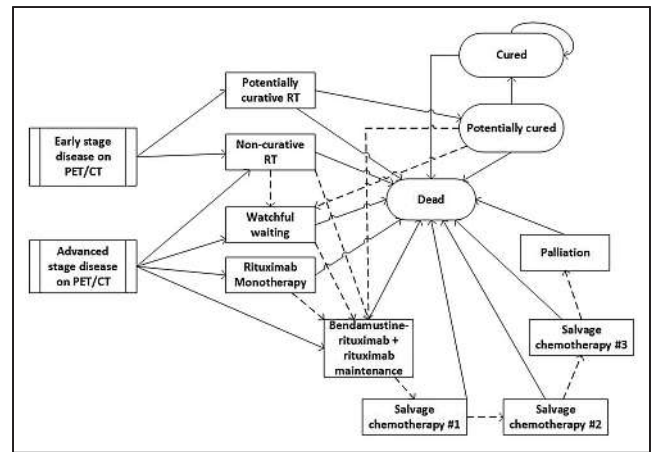 Cured
Potentially
curative RT
Potentially cured
Early stage
disease on
PET/CT
Non-curative
RT
Dead
Watchful
waiting
Advanced
stage disease
on PET/CT
Rituximab
Monotherapy
Palliation
Bendamustine-
rituximab +
rituximab
maintenance
Salvage
chemotherapy #3
Salvage
chemotherapy #1
Salvage
chemotherapy #2